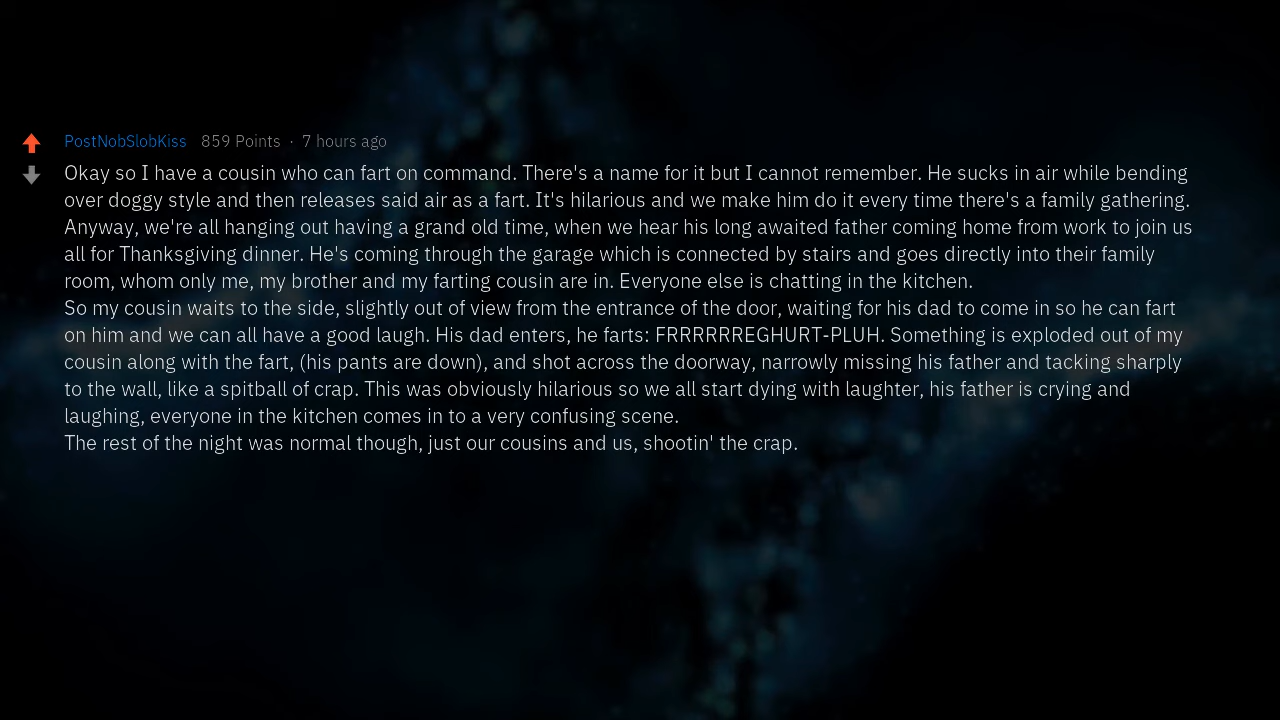 PostNobSlobKiss 859 Points · 7 hours ago
Okay so I have a cousin who can fart on command. There's a name for it but I cannot remember. He sucks in air while bending
over doggy style and then releases said air as a fart. It's hilarious and we make him do it every time there's a family gathering.
Anyway, we're all hanging out having a grand old time, when we hear his long awaited father coming home from work to join us
all for Thanksgiving dinner. He's coming through the garage which is connected by stairs and goes directly into their family
room, whom only me, my brother and my farting cousin are in. Everyone else is chatting in the kitchen.
So my cousin waits to the side, slightly out of view from the entrance of the door, waiting for his dad to come in so he can fart
on him and we can all have a good laugh. His dad enters, he farts: FRRRRRREGHURT-PLUH. Something is exploded out of my
cousin along with the fart, (his pants are down), and shot across the doorway, narrowly missing his father and tacking sharply
to the wall, like a spitball of crap. This was obviously hilarious so we all start dying with laughter, his father is crying and
laughing, everyone in the kitchen comes in to a very confusing scene.
The rest of the night was normal though, just our cousins and us, shootin' the crap.